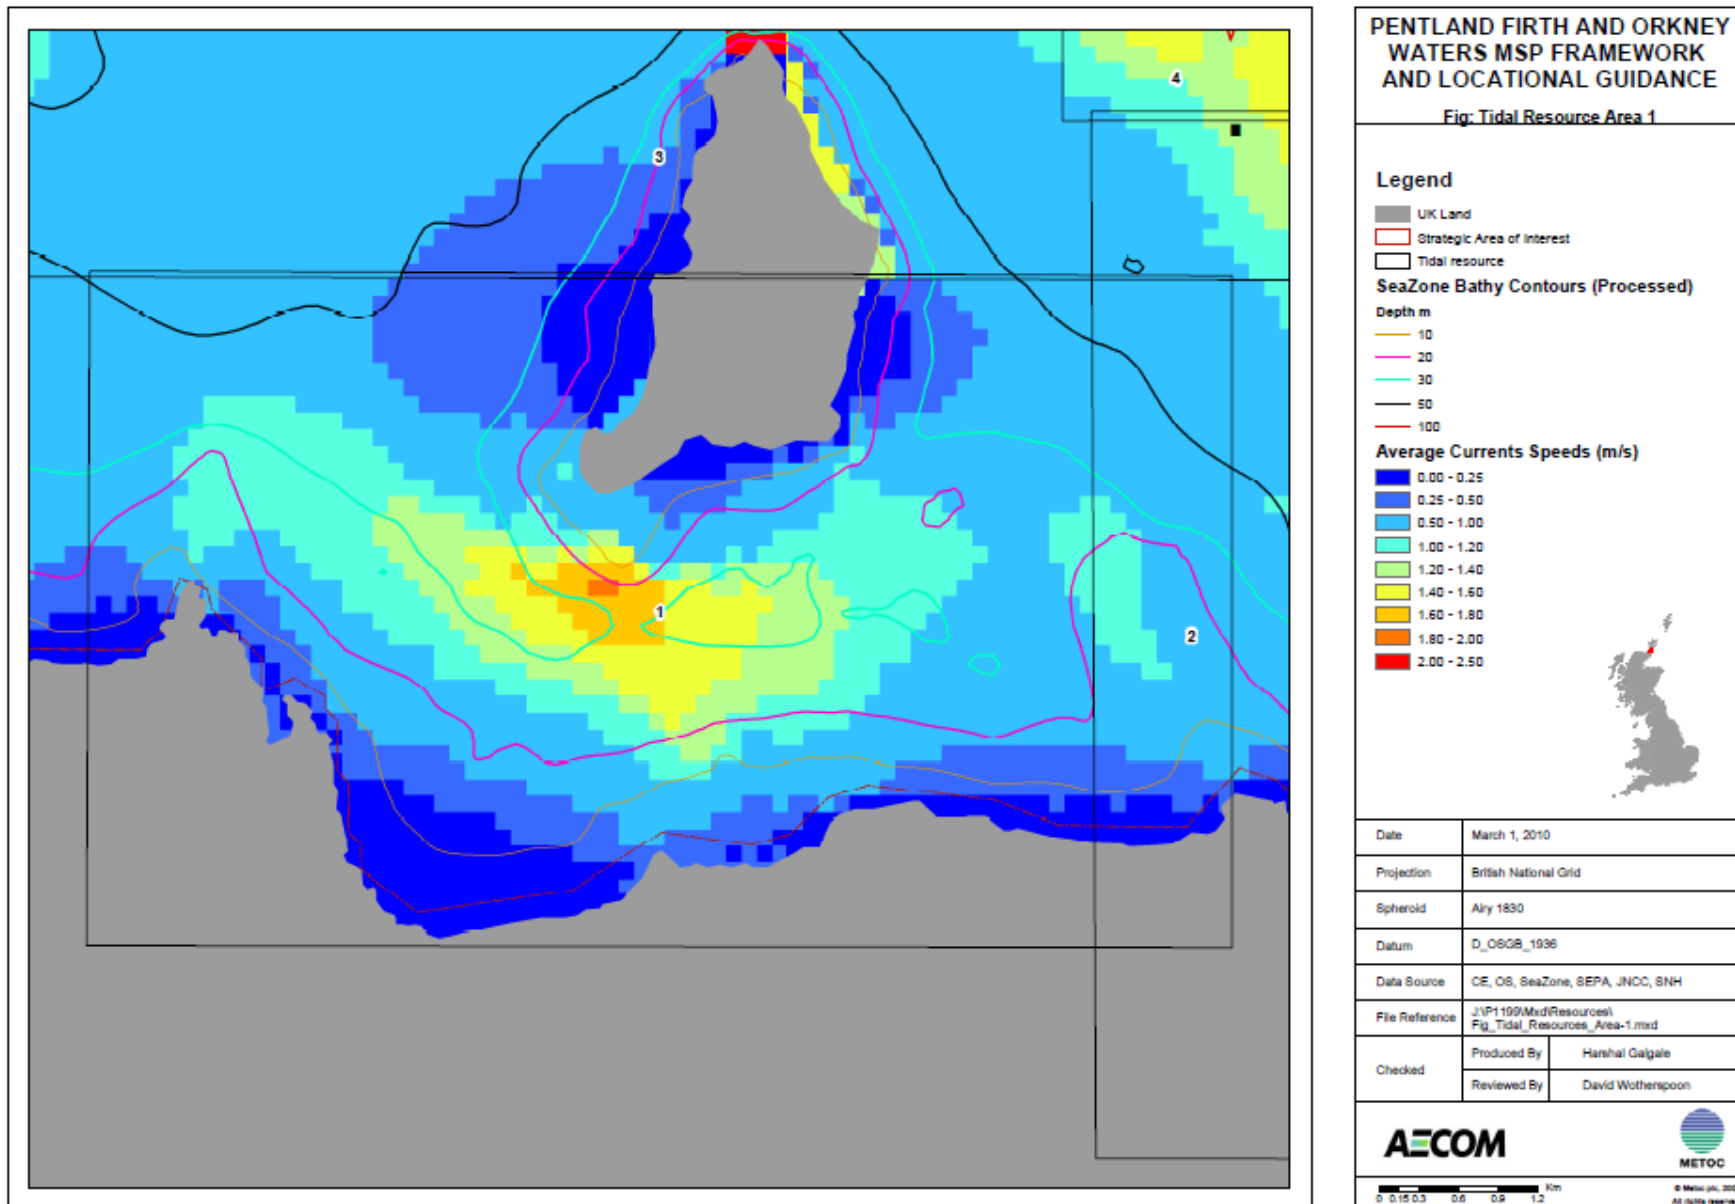 PENTLAND FIRTH AND ORKNEY
WATERS MSP FRAMEWORK
AND LOCATIONAL GUIDANCE
Fig: Tidal Resource Area 1
4
3
1
2
Legend
UK Land
Strategic Area of Interest
Tidal resource
SeaZone Bathy Contours (Processed)
Depth m
10
20
30
50
100
Average Currents Speeds (m/s)
0.00 - 0.25
0.25 - 0.50
0.50 - 1.00
1.00 - 1.20
1.20 - 1.40
1.40 - 1.60
1.60 - 1.80
1.80 - 2.00
2.00 - 2.50
Date March 1, 2010
Projection British National Grid
Spheroid Airy 1830
Datum D_OSGB_1936
Data Source CE, OS, SeaZone, SEPA, JNCC, SNH
File Reference J:\P1199\Mxd\Resources\
Fig_Tidal_Resources_Area-1.mxd
Checked
Produced By Harshal Galgale
Reviewed By David Wotherspoon
AECOM
METOC
Km
0 0.15 0.3 0.6 0.9 1.2
© Metoc plc,
All rights